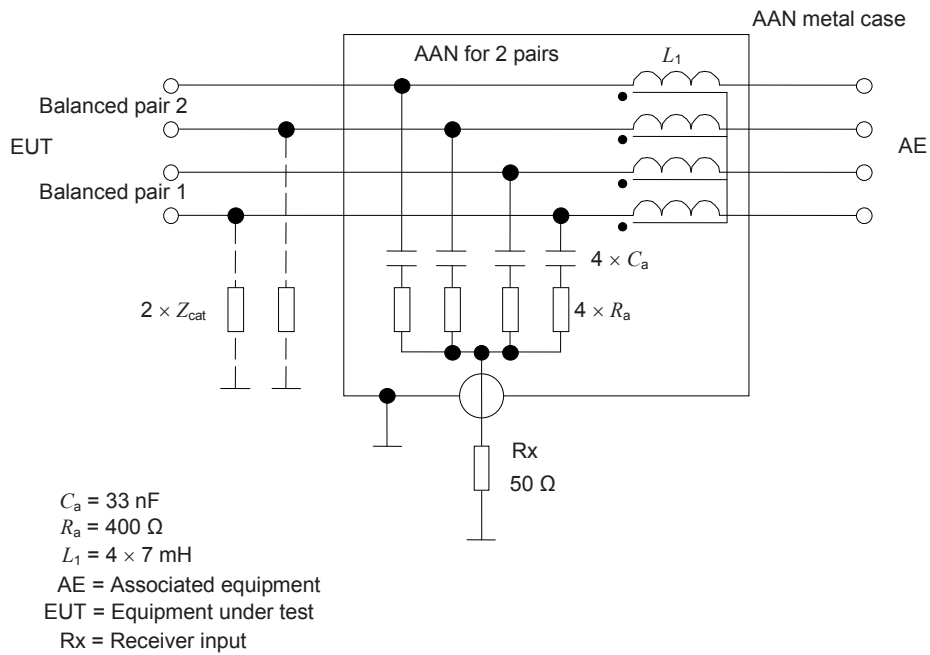 AAN metal case
AAN for 2 pairs
L1
Balanced pair 2
EUT
AE
Balanced pair 1
4 × Ca
2 × Zcat
4 × Ra
Rx
50 Ω
Ca = 33 nF
Ra = 400 Ω
L1 = 4 × 7 mH
AE = Associated equipment
EUT = Equipment under test
Rx = Receiver input